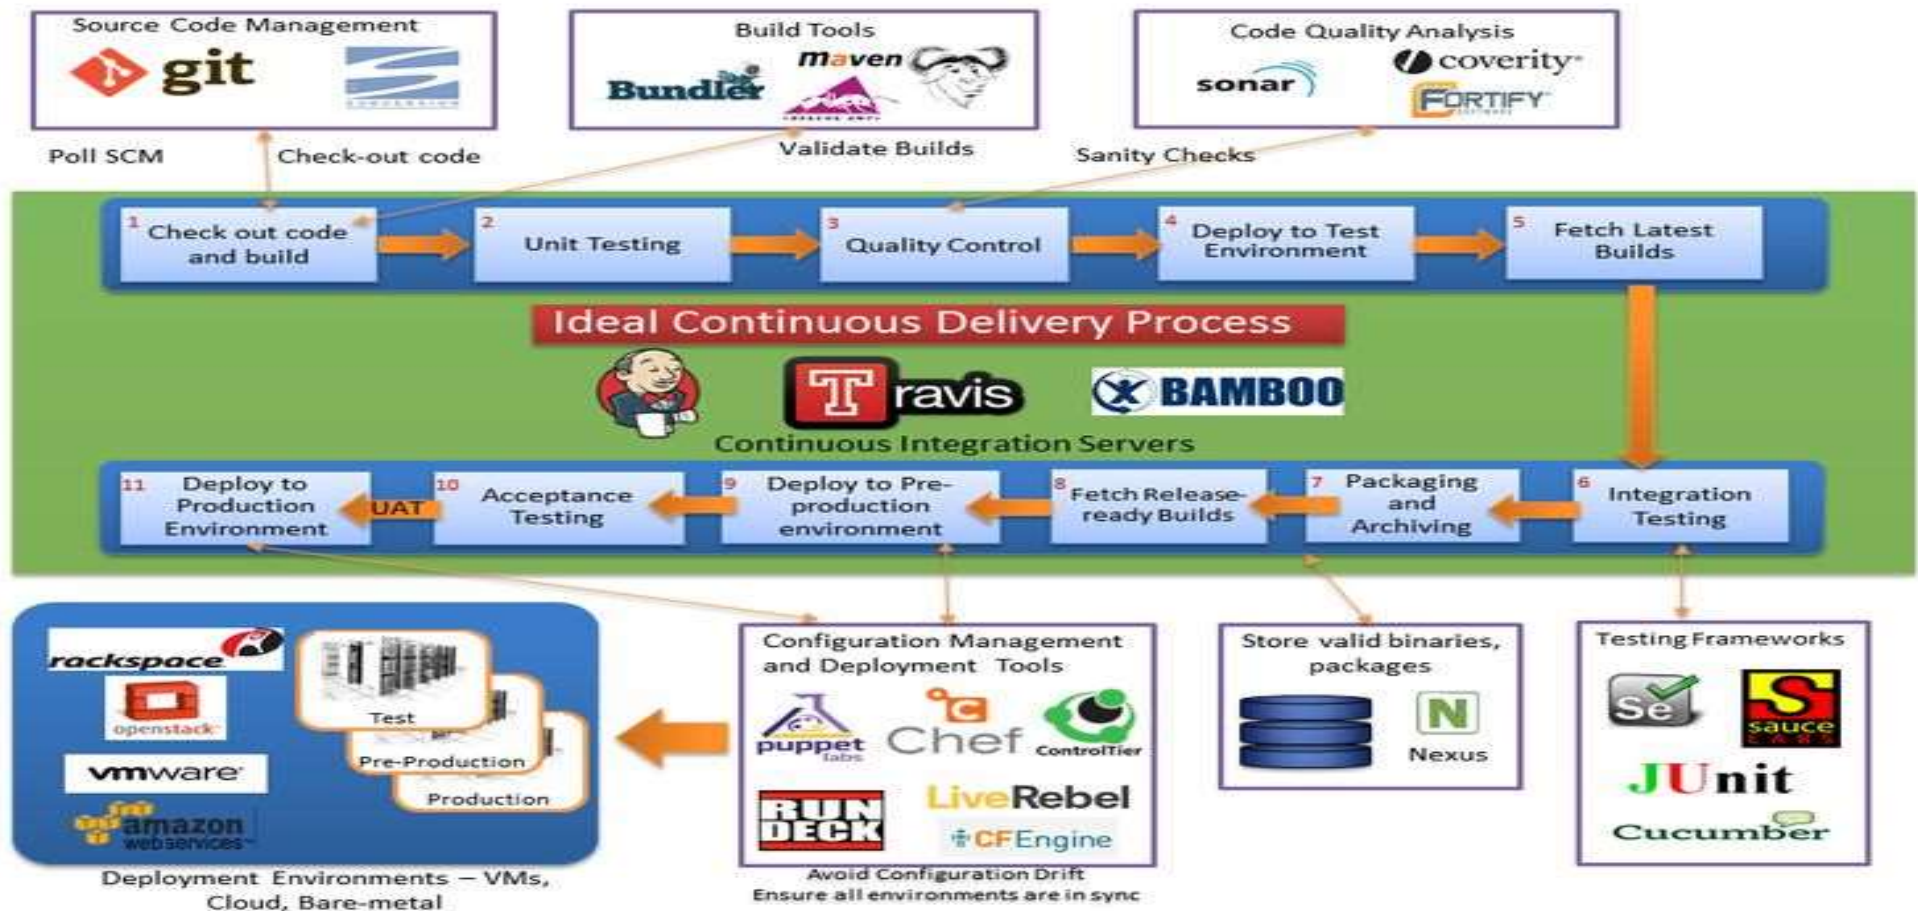 Source Code Management
git
Build Tools
maven
Bundler
Code Quality Analysis
sonar
coverity
FORTIFY
SOFTWARE
Poll SCM
Check-out code
Validate Builds
Sanity Checks
1
Check out code
and build
2
Unit Testing
3
Quality Control
4
Deploy to Test
Environment
5
Fetch Latest
Builds
Ideal Continuous Delivery Process
Travis
BAMBOO
Continuous Integration Servers
11
Deploy to
Production
Environment
UAT
10
Acceptance
Testing
9
Deploy to Pre-
production
environment
8
Fetch Release-
ready Builds
7
Packaging
and
Archiving
6
Integration
Testing
rackspace
openstack
vmware
amazon
webservices™
Test
Pre-Production
Production
Deployment Environments – VMs,
Cloud, Bare-metal
Configuration Management
and Deployment Tools
puppet
labs
Chef
ControlTier
RUN
DECK
LiveRebel
CFEngine
Avoid Configuration Drift
Ensure all environments are in sync
Store valid binaries,
packages
N
Nexus
Testing Frameworks
Se
S
sauce
LABS
JUnit
Cucumber